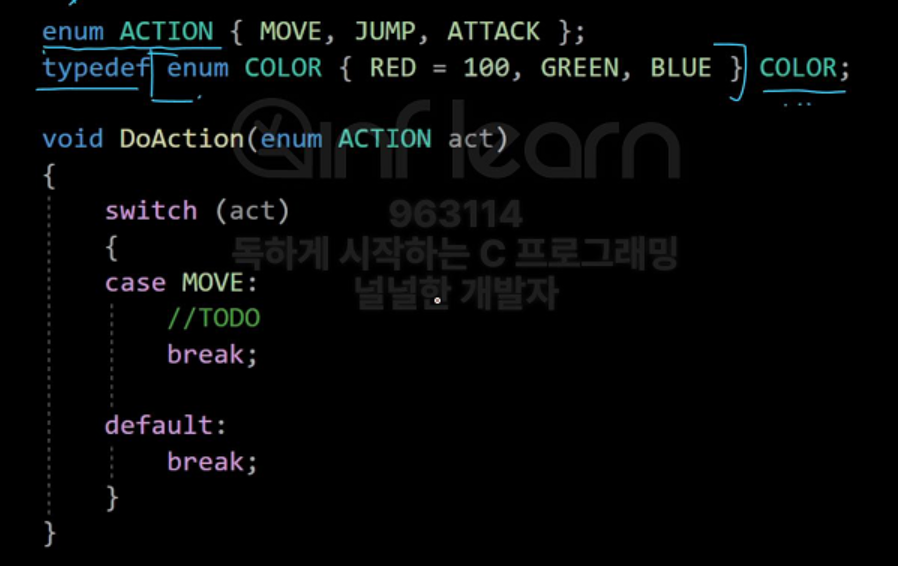 enum ACTION { MOVE, JUMP, ATTACK };
typedef enum COLOR { RED = 100, GREEN, BLUE } COLOR;
void DoAction(enum ACTION act)
{
switch (act)
{
case MOVE:
//TODO
break;
default:
break;
}
}
inflearn
963114
독하게 시작하는 C 프로그래밍
널널한 개발자